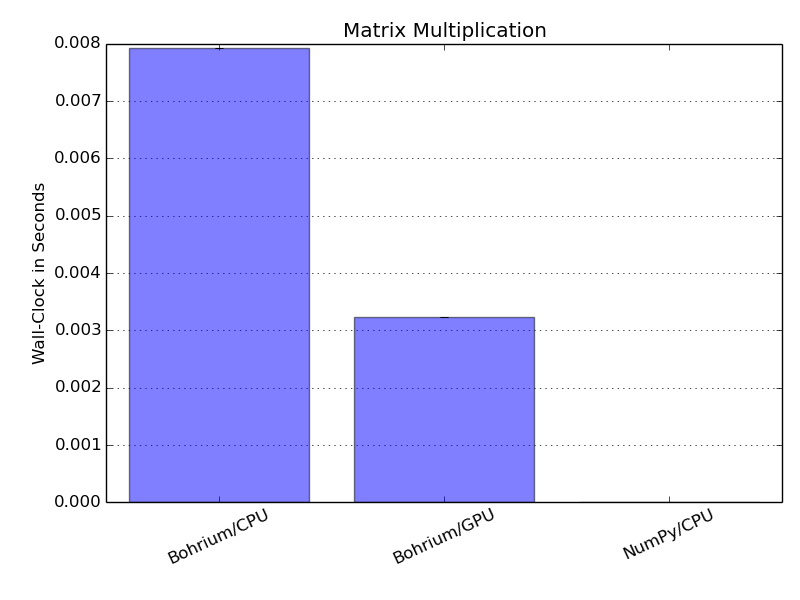 Matrix Multiplication
Wall-Clock in Seconds
0.008
0.007
0.006
0.005
0.004
0.003
0.002
0.001
0.000
Bohrium/CPU
Bohrium/GPU
NumPy/CPU